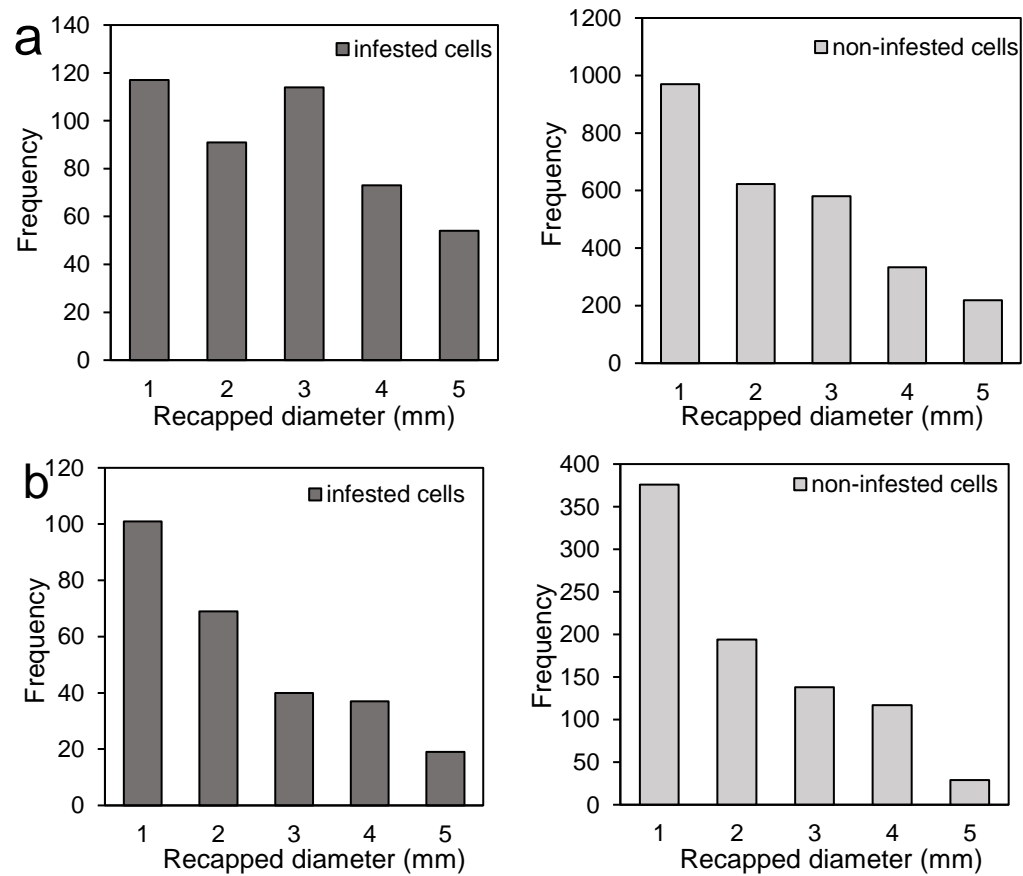 a
140
120
100
80
60
40
20
0
Frequency
infested cells
1 2 3 4 5
Recapped diameter (mm)
1200
1000
800
600
400
200
0
Frequency
non-infested cells
1 2 3 4 5
Recapped diameter (mm)
b
120
100
80
60
40
20
0
Frequency
infested cells
1 2 3 4 5
Recapped diameter (mm)
400
350
300
250
200
150
100
50
0
Frequency
non-infested cells
1 2 3 4 5
Recapped diameter (mm)